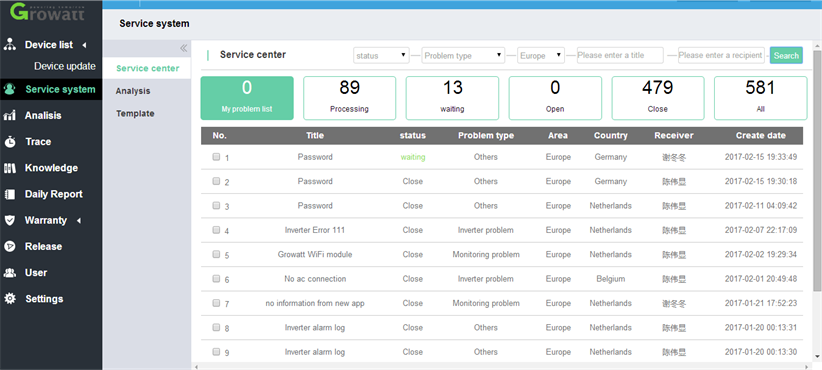 powering tomorrow
Growatt
Device list
Device update
Service system
Analisis
Trace
Knowledge
Daily Report
Warranty
Release
User
Settings
Service system
Service center
Analysis
Template
Service center
status
Problem type
Europe
Please enter a title
Please enter a recipient
Search
0 89 13 0 479 581
My problem list Processing waiting Open Close All
No. Title status Problem type Area Country Receiver Create date
1 Password waiting Others Europe Germany 谢冬冬 2017-02-15 19:33:49
2 Password Close Others Europe Germany 陈伟昆 2017-02-15 19:30:18
3 Password Close Others Europe Netherlands 陈伟昆 2017-02-11 04:09:42
4 Inverter Error 111 Close Inverter problem Europe Netherlands 陈伟昆 2017-02-07 22:17:09
5 Growatt WiFi module Close Monitoring problem Europe Netherlands 陈伟昆 2017-02-02 19:29:34
6 No ac connection Close Inverter problem Europe Belgium 陈伟昆 2017-02-01 20:49:48
7 no information from new app Close Monitoring problem Europe Netherlands 谢冬冬 2017-01-21 17:52:23
8 Inverter alarm log Close Others Europe Netherlands 陈伟昆 2017-01-20 00:13:31
9 Inverter alarm log Close Others Europe Netherlands 陈伟昆 2017-01-20 00:13:30